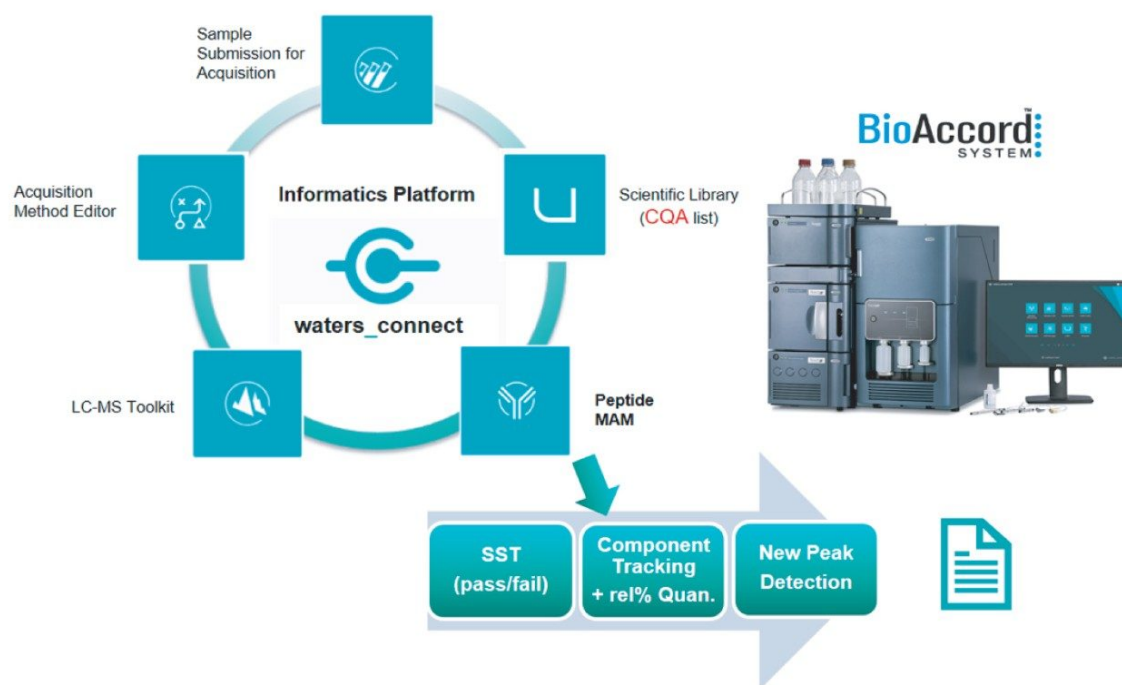 Sample
Submission for
Acquisition
BioAccord™
SYSTEM
Acquisition
Method Editor
Informatics Platform
Scientific Library
(CQA list)
waters_connect
LC-MS Toolkit
Peptide
MAM
SST
(pass/fail)
Component
Tracking
+ rel% Quan.
New Peak
Detection